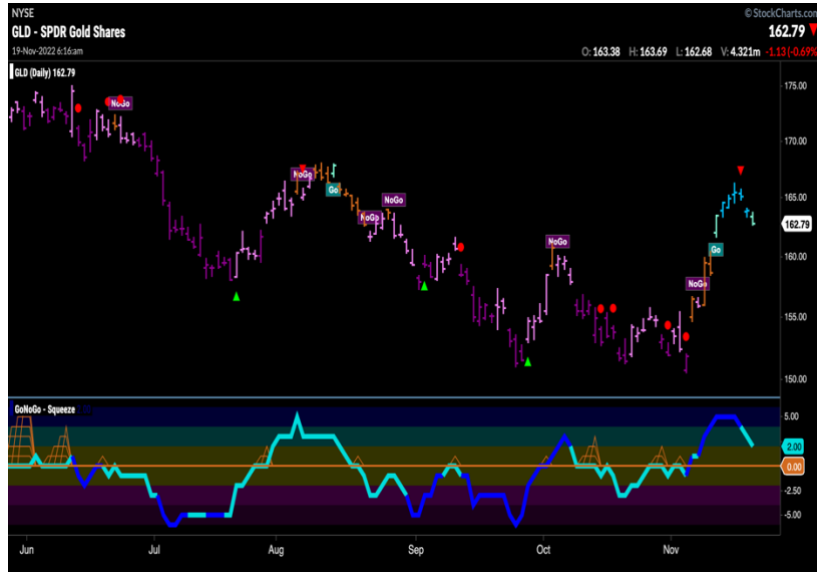 NYSE
© StockCharts.com
GLD - SPDR Gold Shares
162.79
19-Nov-2022 6:16am
O: 163.38 H: 163.69 L: 162.68 V: 4.321m -1.13 (-0.69%
GLD (Daily) 162.79
175.00
NoGo
170.00
NoGo
Go
NoGo
165.00
NoGo
162.79
NoGo
Go
160.00
NoGo
155.00
150.00
GoNoGo - Squeeze
5.00
2.00
0.00
-2.50
-5.00
Jun Jul Aug Sep Oct Nov